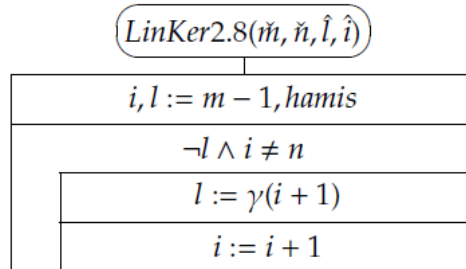 LinKer2.8(m̌, ň, l̂, î)
i, l := m − 1, hamis
¬l ∧ i ≠ n
l := γ(i + 1)
i := i + 1